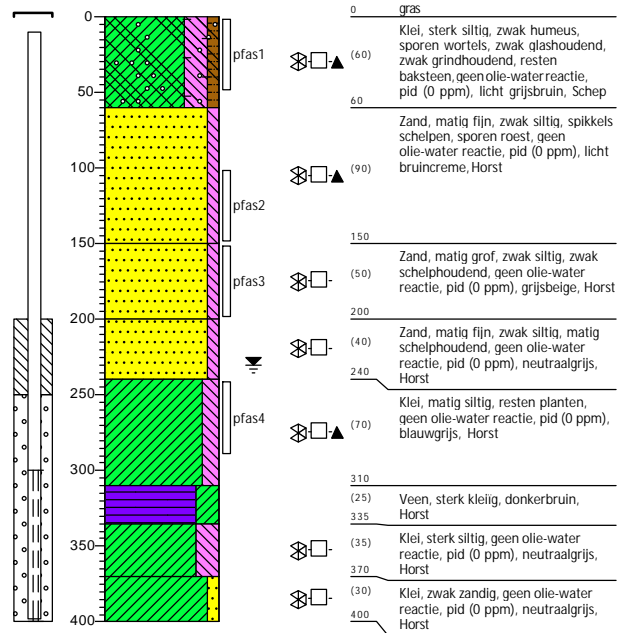 0
50
100
150
200
250
300
350
400
pfas1
pfas2
pfas3
pfas4
0
gras
(60)
Klei, sterk siltig, zwak humeus,
sporen wortels, zwak glashoudend,
zwak grindhoudend, resten
baksteen, geen olie-water reactie,
pid (0 ppm), licht grijsbruin, Schep
60
(90)
Zand, matig fijn, zwak siltig, spikkels
schelpen, sporen roest, geen
olie-water reactie, pid (0 ppm), licht
bruincreme, Horst
150
(50)
Zand, matig grof, zwak siltig, zwak
schelphoudend, geen olie-water
reactie, pid (0 ppm), grijsbeige, Horst
200
(40)
Zand, matig fijn, zwak siltig, matig
schelphoudend, geen olie-water
reactie, pid (0 ppm), neutraalgrijs,
Horst
240
(70)
Klei, matig siltig, resten planten,
geen olie-water reactie, pid (0 ppm),
blauwgrijs, Horst
310
(25)
Veen, sterk kleiïg, donkerbruin,
Horst
335
(35)
Klei, sterk siltig, geen olie-water
reactie, pid (0 ppm), neutraalgrijs,
Horst
370
(30)
Klei, zwak zandig, geen olie-water
reactie, pid (0 ppm), neutraalgrijs,
Horst
400